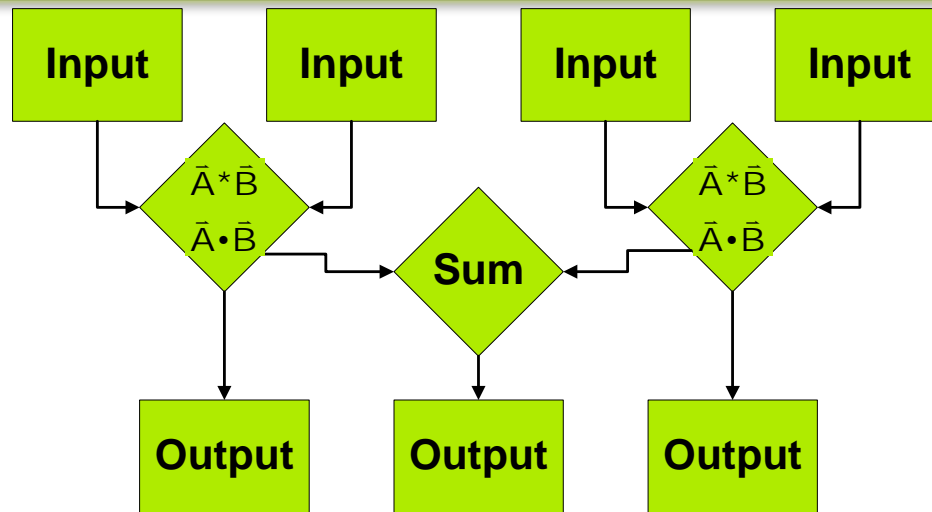 Input Input Input Input
A⃗*B⃗ A⃗*B⃗
A⃗•B⃗ A⃗•B⃗
Sum
Output Output Output